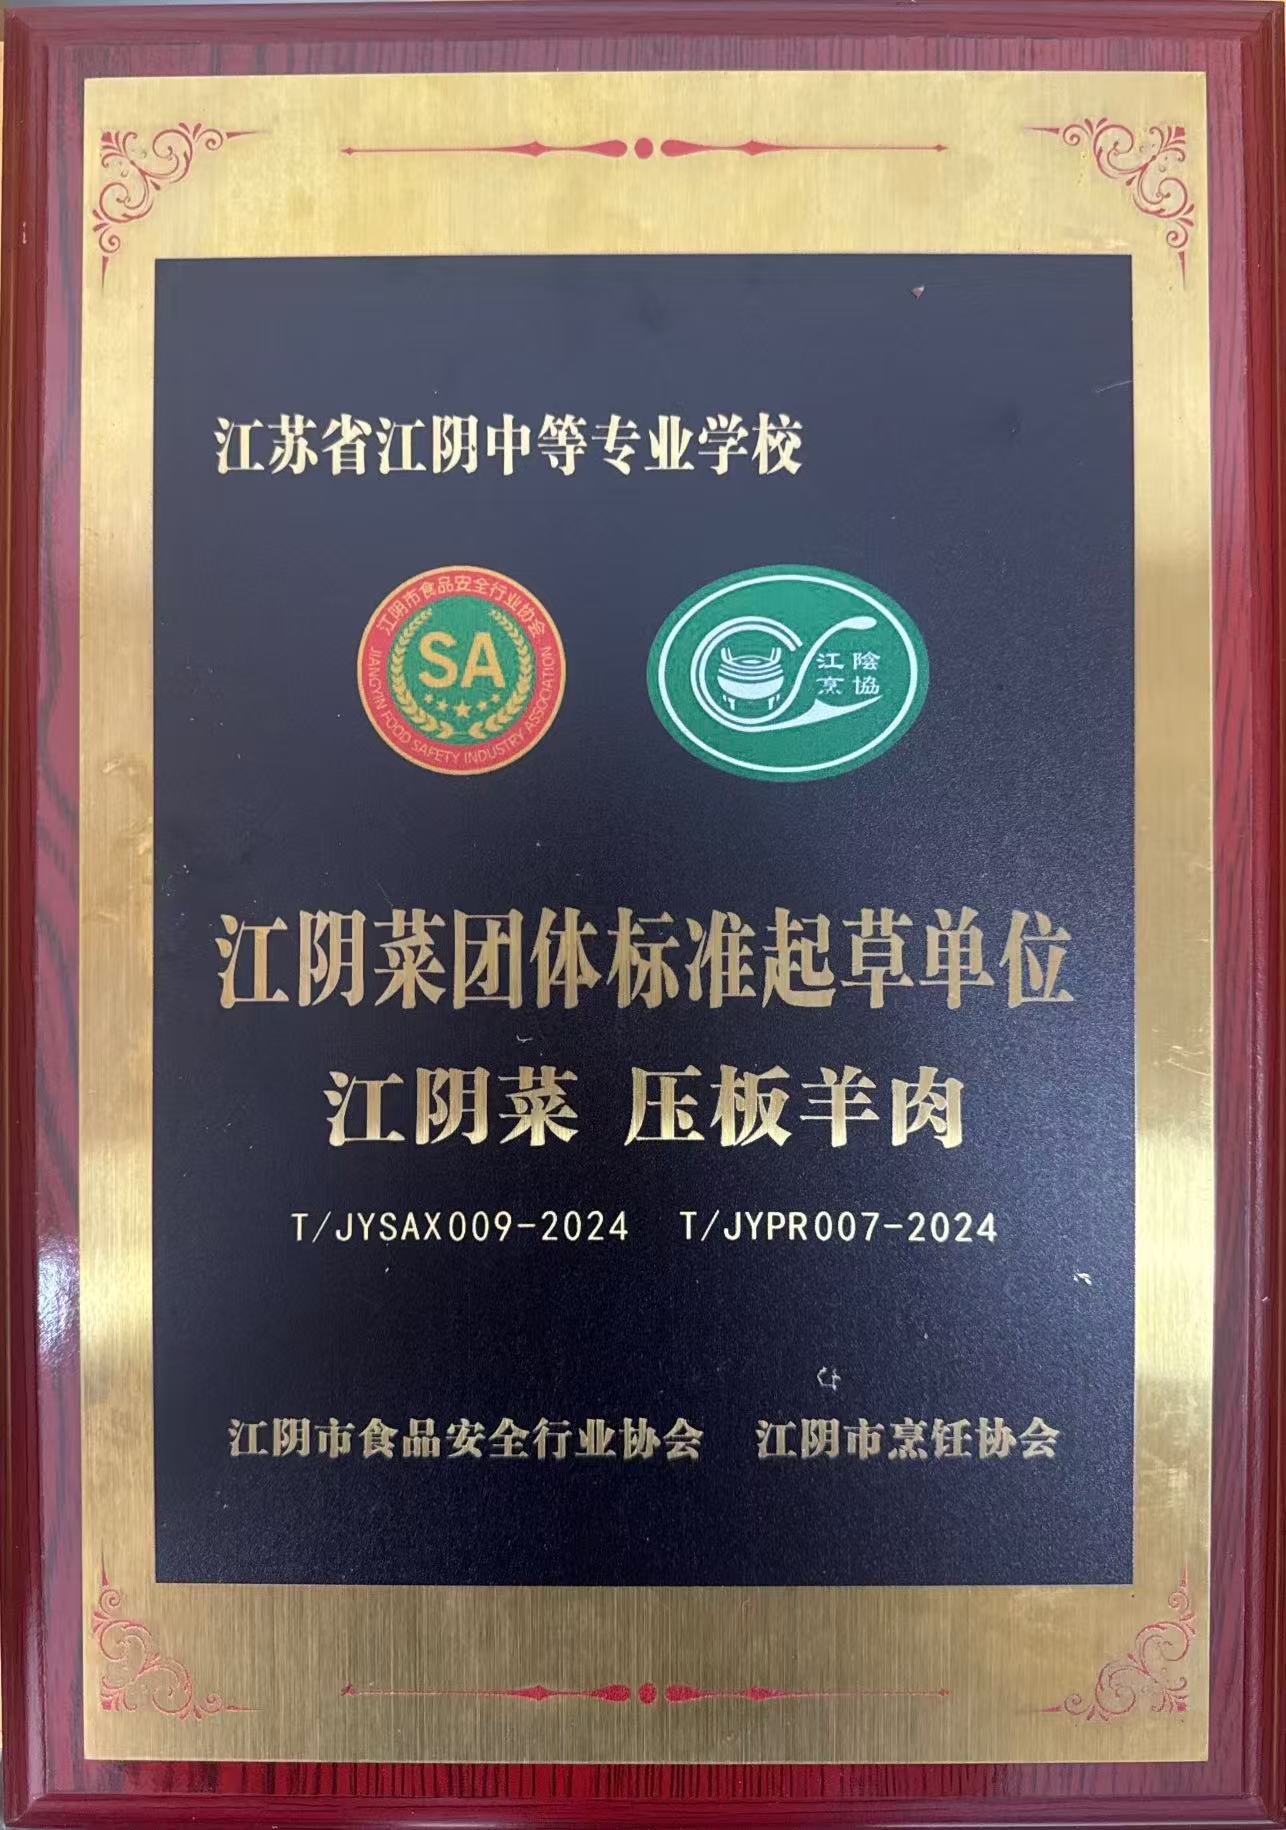 江苏省江阴中等专业学校
江阴市食品安全行业协会
SA
JIANGYIN FOOD SAFETY INDUSTRY ASSOCIATION
江陰
烹協
江阴菜团体标准起草单位
江阴菜 压板羊肉
T/JYSAX009-2024 T/JYPR007-2024
江阴市食品安全行业协会 江阴市烹饪协会